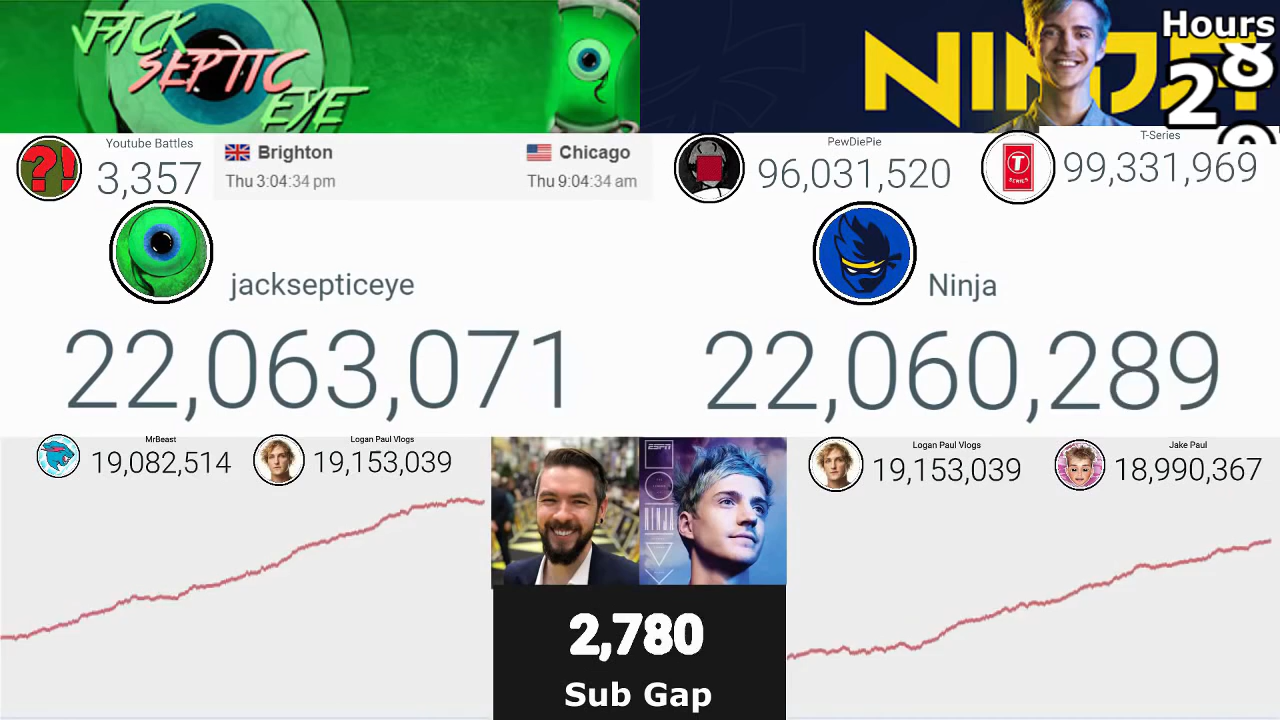 JACK
SEPTIC
EYE
NINJA
Hours
28
Youtube Battles
3,357
Brighton
Thu 3:04:34 pm
Chicago
Thu 9:04:34 am
PewDiePie
96,031,520
T-Series
99,331,969
T
SERIES
?!
jacksepticeye
22,063,071
Ninja
22,060,289
MrBeast
19,082,514
Logan Paul Vlogs
19,153,039
ESPN
NINJA
Logan Paul Vlogs
19,153,039
Jake Paul
18,990,367
2,780
Sub Gap